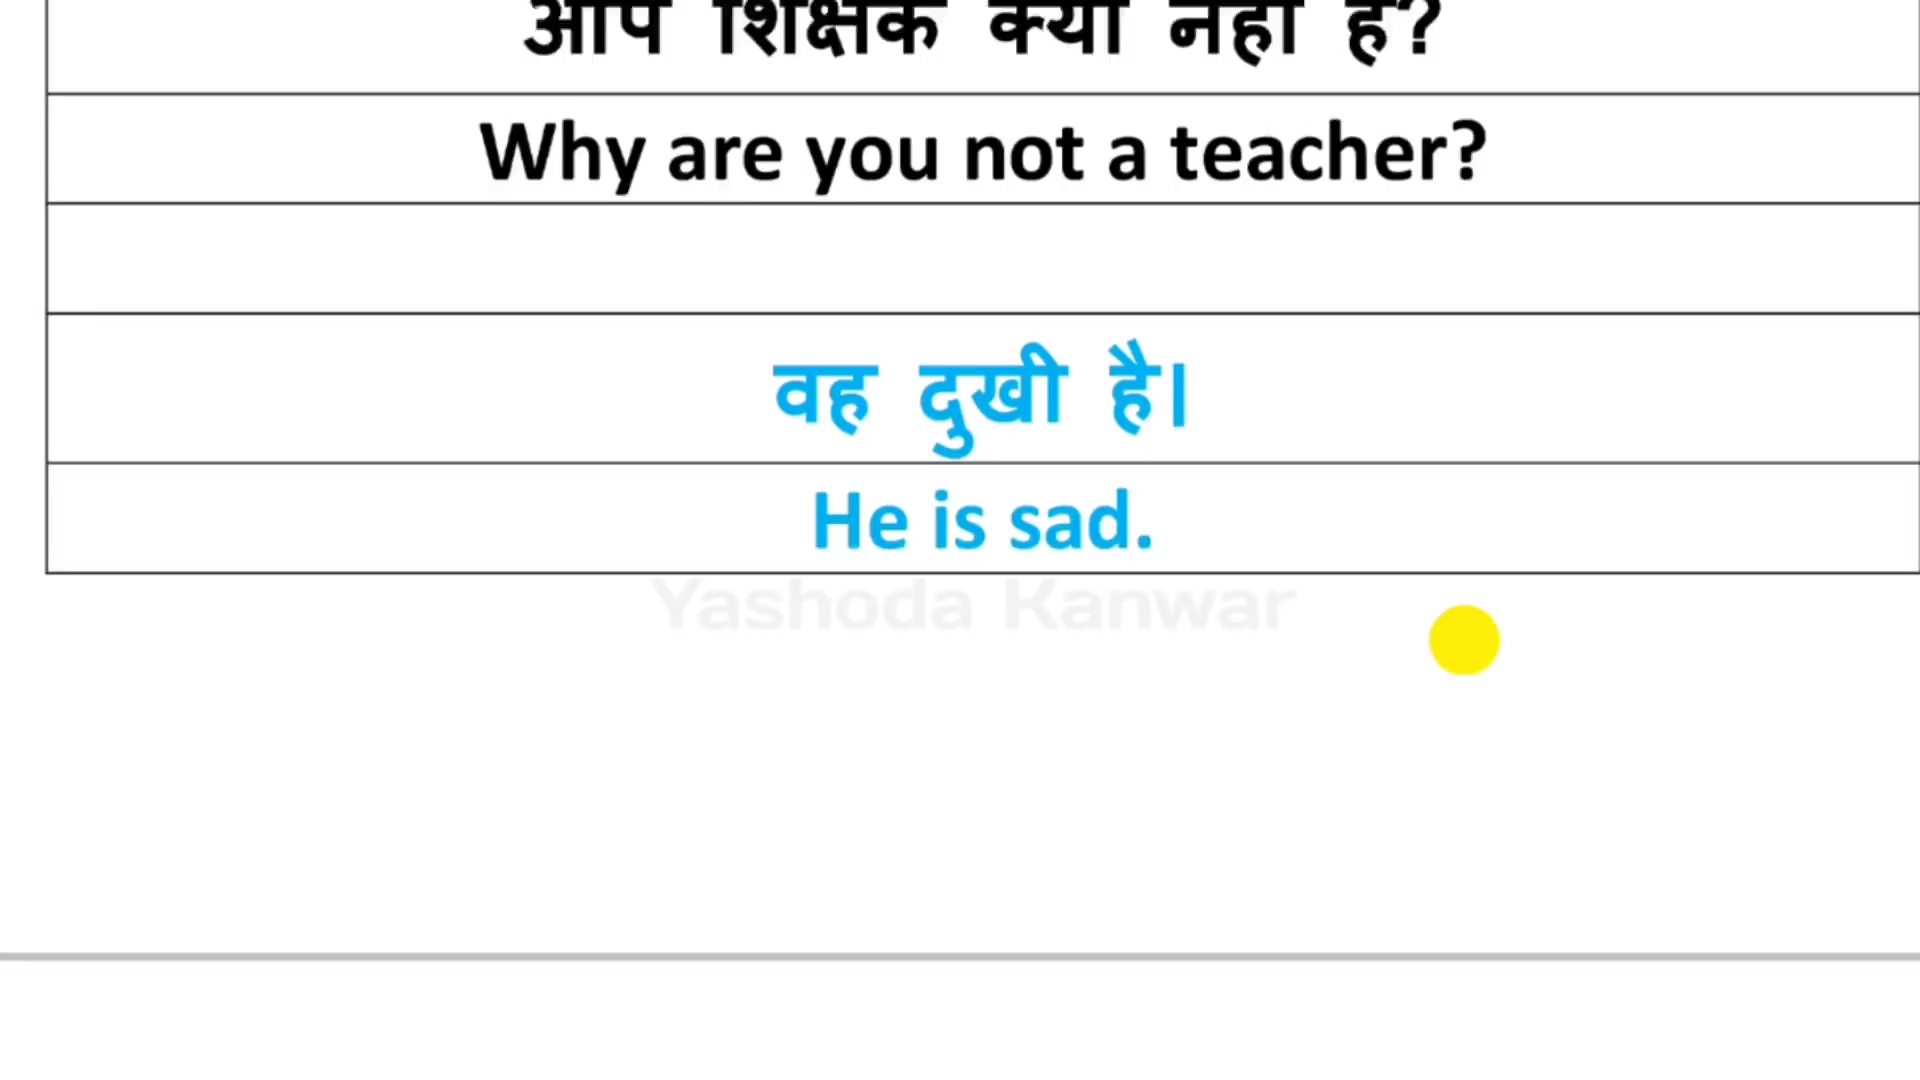 आप शिक्षक क्यों नहीं हैं?
Why are you not a teacher?
वह दुखी है।
He is sad.
Yashoda Kanwar